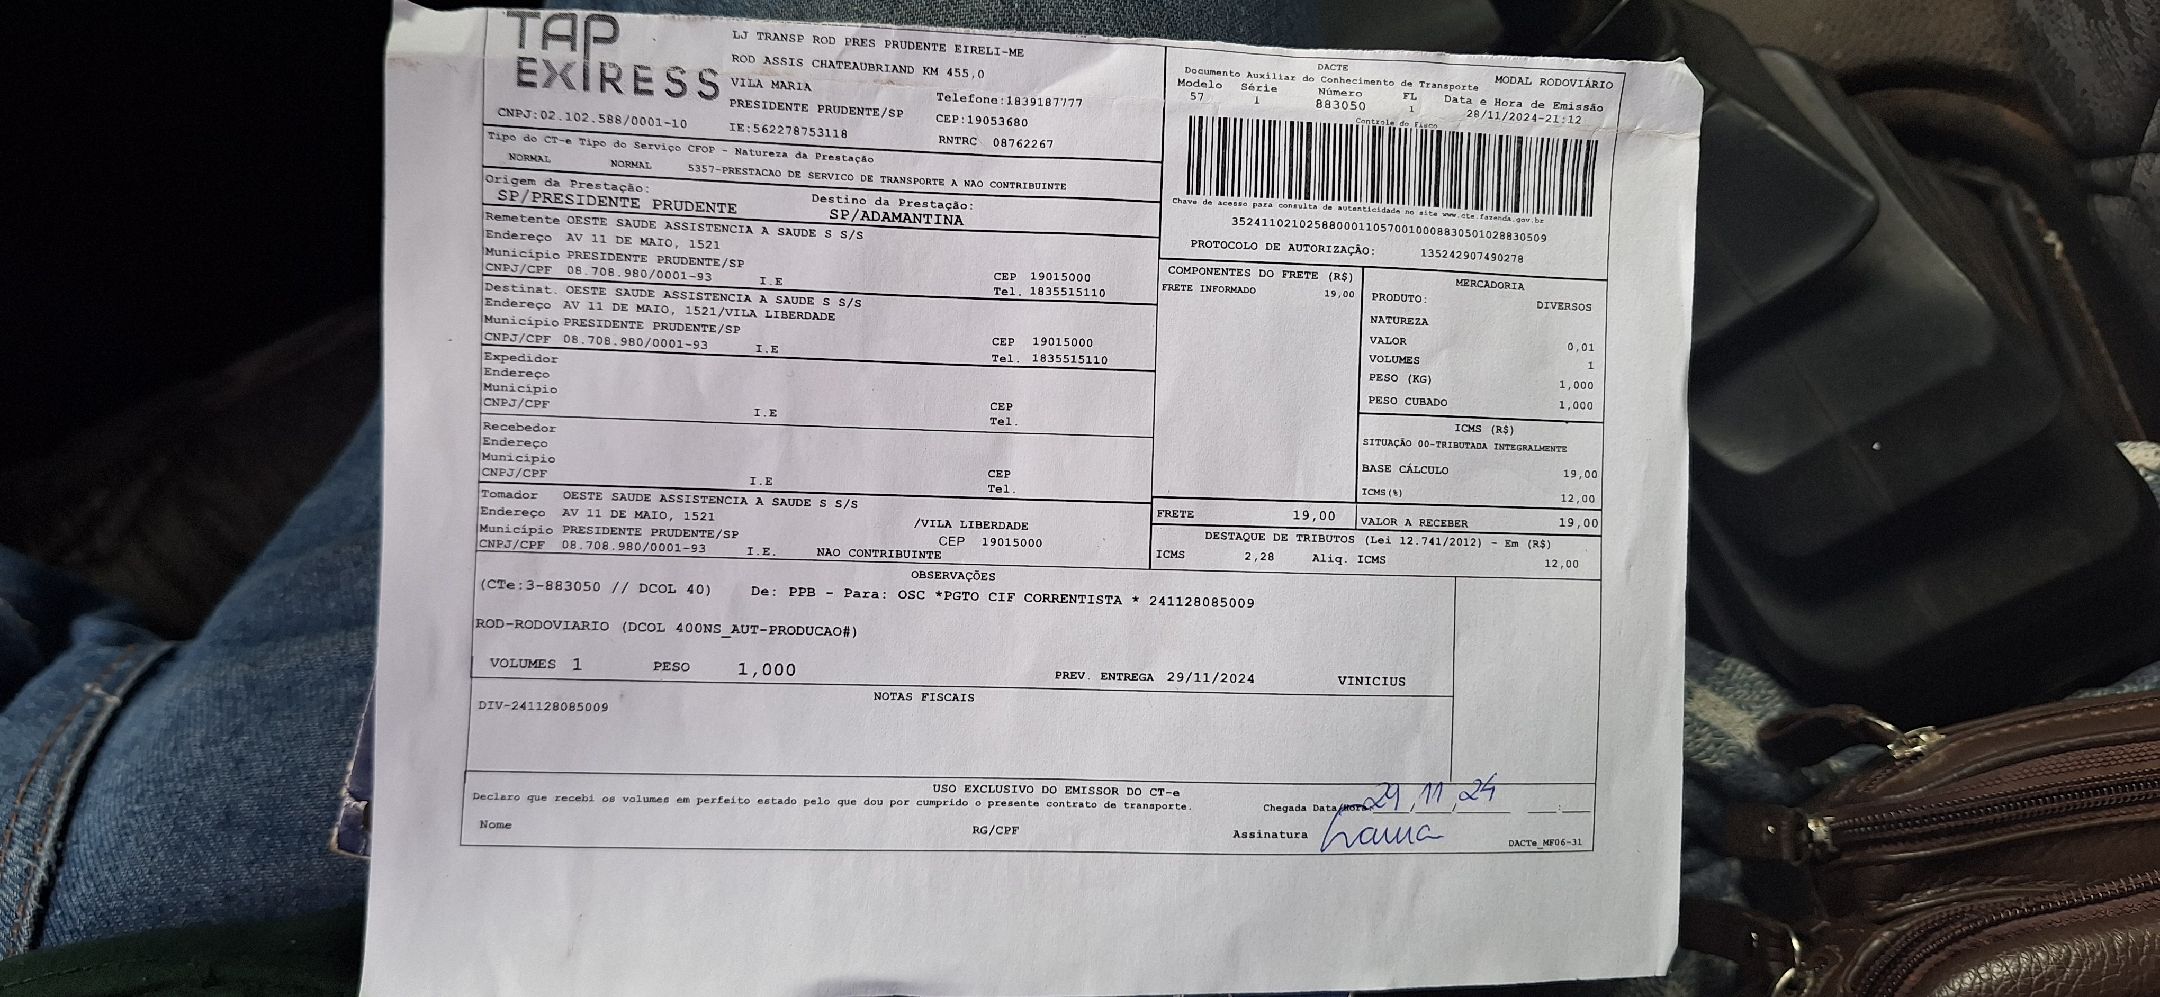 TAP
EXIRESS
LJ TRANSP ROD PRES PRUDENTE EIRELI-ME
ROD ASSIS CHATEAUBRIAND KM 455,0
VILA MARIA
Telefone:1839187777
PRESIDENTE PRUDENTE/SP
CEP:19053680
CNPJ:02.102.588/0001-10
IE:562278753118
RNTRC 08762267
Tipo do CT-e Tipo do Serviço CFOP - Natureza da Prestação
NORMAL NORMAL 5357-PRESTACAO DE SERVICO DE TRANSPORTE A NAO CONTRIBUINTE
Origem da Prestação: Destino da Prestação:
SP/PRESIDENTE PRUDENTE SP/ADAMANTINA
DACTE
Documento Auxiliar do Conhecimento de Transporte
MODAL RODOVIÁRIO
Modelo Série Número FL Data e Hora de Emissão
57 1 883050 1 28/11/2024-21:12
Controle do Fisco
Chave de acesso para consulta de autenticidade no site www.cte.fazenda.gov.br
35241102102588000110570010008830501028830509
PROTOCOLO DE AUTORIZAÇÃO: 135242907490278
Remetente OESTE SAUDE ASSISTENCIA A SAUDE S S/S
Endereço AV 11 DE MAIO, 1521
Município PRESIDENTE PRUDENTE/SP
CEP 19015000
CNPJ/CPF 08.708.980/0001-93 I.E Tel. 1835515110
Destinat. OESTE SAUDE ASSISTENCIA A SAUDE S S/S
Endereço AV 11 DE MAIO, 1521/VILA LIBERDADE
Município PRESIDENTE PRUDENTE/SP
CEP 19015000
CNPJ/CPF 08.708.980/0001-93 I.E Tel. 1835515110
Expedidor
Endereço
Município
CEP
CNPJ/CPF I.E Tel.
Recebedor
Endereço
Município
CEP
CNPJ/CPF I.E Tel.
Tomador OESTE SAUDE ASSISTENCIA A SAUDE S S/S
Endereço AV 11 DE MAIO, 1521 /VILA LIBERDADE
Município PRESIDENTE PRUDENTE/SP CEP 19015000
CNPJ/CPF 08.708.980/0001-93 I.E. NAO CONTRIBUINTE
COMPONENTES DO FRETE (R$)
FRETE INFORMADO 19,00
MERCADORIA
PRODUTO: DIVERSOS
NATUREZA
VALOR 0,01
VOLUMES 1
PESO (KG) 1,000
PESO CUBADO 1,000
ICMS (R$)
SITUAÇÃO 00-TRIBUTADA INTEGRALMENTE
BASE CÁLCULO 19,00
ICMS(%) 12,00
FRETE 19,00 VALOR A RECEBER 19,00
DESTAQUE DE TRIBUTOS (Lei 12.741/2012) - Em (R$)
ICMS 2,28 Aliq. ICMS 12,00
OBSERVAÇÕES
(CTe:3-883050 // DCOL 40) De: PPB - Para: OSC *PGTO CIF CORRENTISTA * 241128085009
ROD-RODOVIARIO (DCOL 400NS_AUT-PRODUCAO#)
VOLUMES 1 PESO 1,000 PREV. ENTREGA 29/11/2024 VINICIUS
NOTAS FISCAIS
DIV-241128085009
USO EXCLUSIVO DO EMISSOR DO CT-e
Declaro que recebi os volumes em perfeito estado pelo que dou por cumprido o presente contrato de transporte.
Chegada Data/Hora: 29,11,24
Nome RG/CPF Assinatura
DACTe_MF06-31